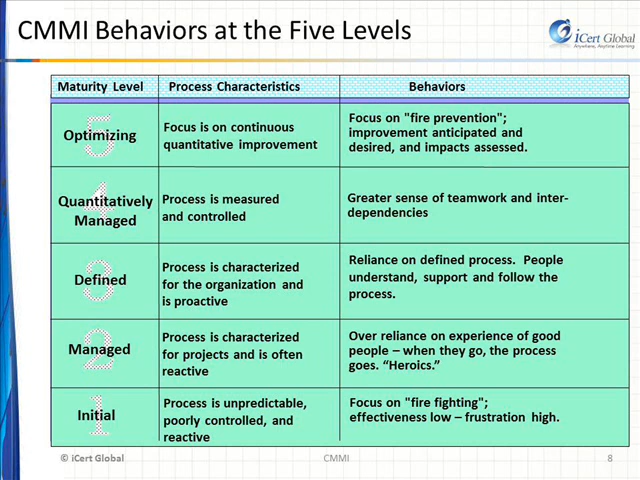 CMMI Behaviors at the Five Levels
iCert Global
Anywhere, Anytime Learning
Maturity Level
Process Characteristics
Behaviors
5
Optimizing
Focus is on continuous
quantitative improvement
Focus on "fire prevention";
improvement anticipated and
desired, and impacts assessed.
4
Quantitatively
Managed
Process is measured
and controlled
Greater sense of teamwork and inter-
dependencies
3
Defined
Process is characterized
for the organization and
is proactive
Reliance on defined process.  People
understand, support and follow the
process.
2
Managed
Process is characterized
for projects and is often
reactive
Over reliance on experience of good
people – when they go, the process
goes. “Heroics.”
1
Initial
Process is unpredictable,
poorly controlled, and
reactive
Focus on "fire fighting";
effectiveness low – frustration high.
© iCert Global
CMMI
8